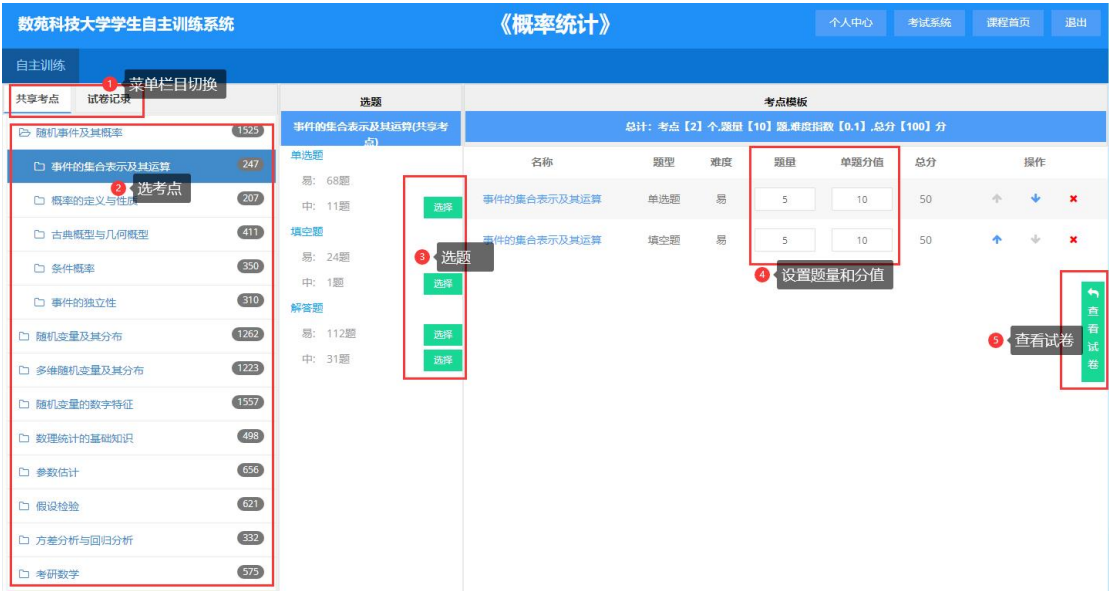 数苑科技大学学生自主训练系统
《概率统计》
个人中心 考试系统 课程首页 退出
自主训练
1 菜单栏目切换
共享考点 试卷记录
随机事件及其概率 1525
事件的集合表示及其运算 247
2 选考点
概率的定义与性质 207
古典概型与几何概型 411
条件概率 350
事件的独立性 310
随机变量及其分布 1262
多维随机变量及其分布 1223
随机变量的数字特征 1557
数理统计的基础知识 498
参数估计 656
假设检验 621
方差分析与回归分析 332
考研数学 575
选题
事件的集合表示及其运算(共享考
点)
单选题
易: 68题
中: 11题 选择
填空题
易: 24题
3 选题
中: 1题 选择
解答题
易: 112题 选择
中: 31题 选择
考点模板
总计: 考点【2】个,题量【10】题,难度指数【0.1】,总分【100】分
名称 题型 难度 题量 单题分值 总分 操作
事件的集合表示及其运算 单选题 易 5 10 50
事件的集合表示及其运算 填空题 易 5 10 50
4 设置题量和分值
5 查看试卷
查看试卷